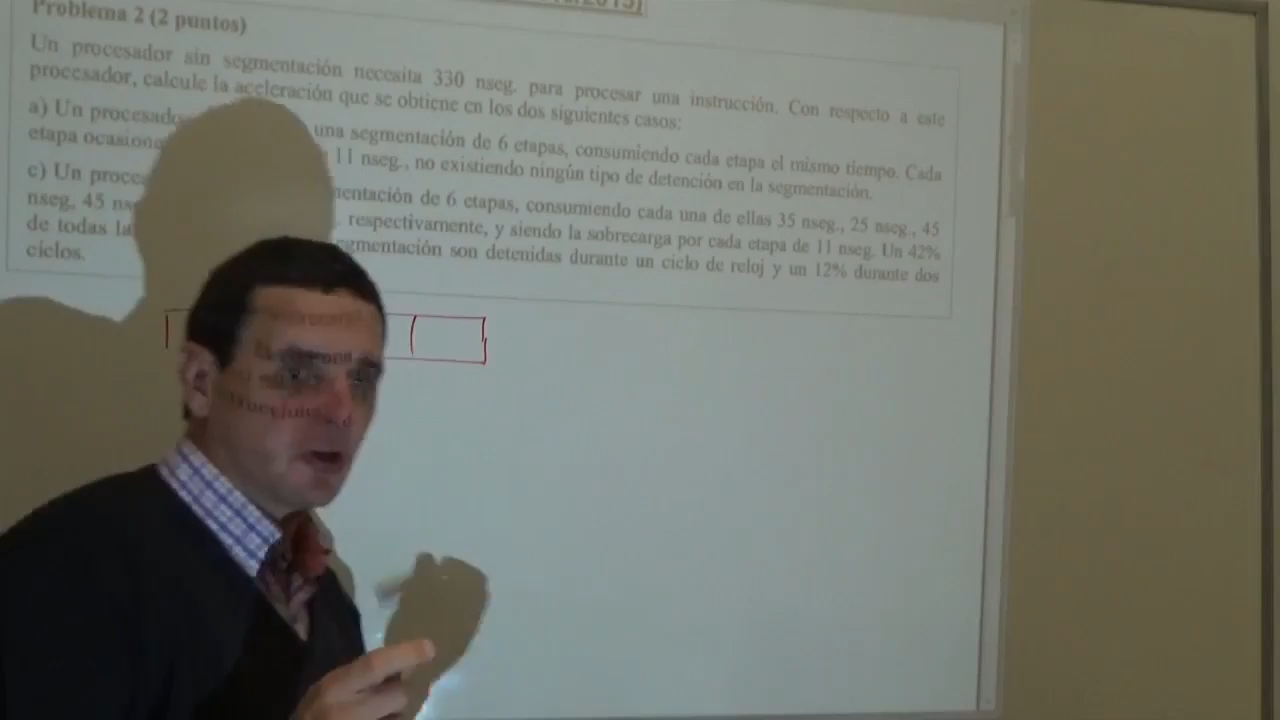 /2015)
Problema 2 (2 puntos)
Un procesador sin segmentación necesita 330 nseg. para procesar una instrucción. Con respecto a este
procesador, calcule la aceleración que se obtiene en los dos siguientes casos:
a) Un procesado una segmentación de 6 etapas, consumiendo cada etapa el mismo tiempo. Cada
etapa ocasiona 11 nseg., no existiendo ningún tipo de detención en la segmentación.
c) Un proce mentación de 6 etapas, consumiendo cada una de ellas 35 nseg., 25 nseg., 45
nseg, 45 ns respectivamente, y siendo la sobrecarga por cada etapa de 11 nseg. Un 42%
de todas la gmentación son detenidas durante un ciclo de reloj y un 12% durante dos
ciclos.